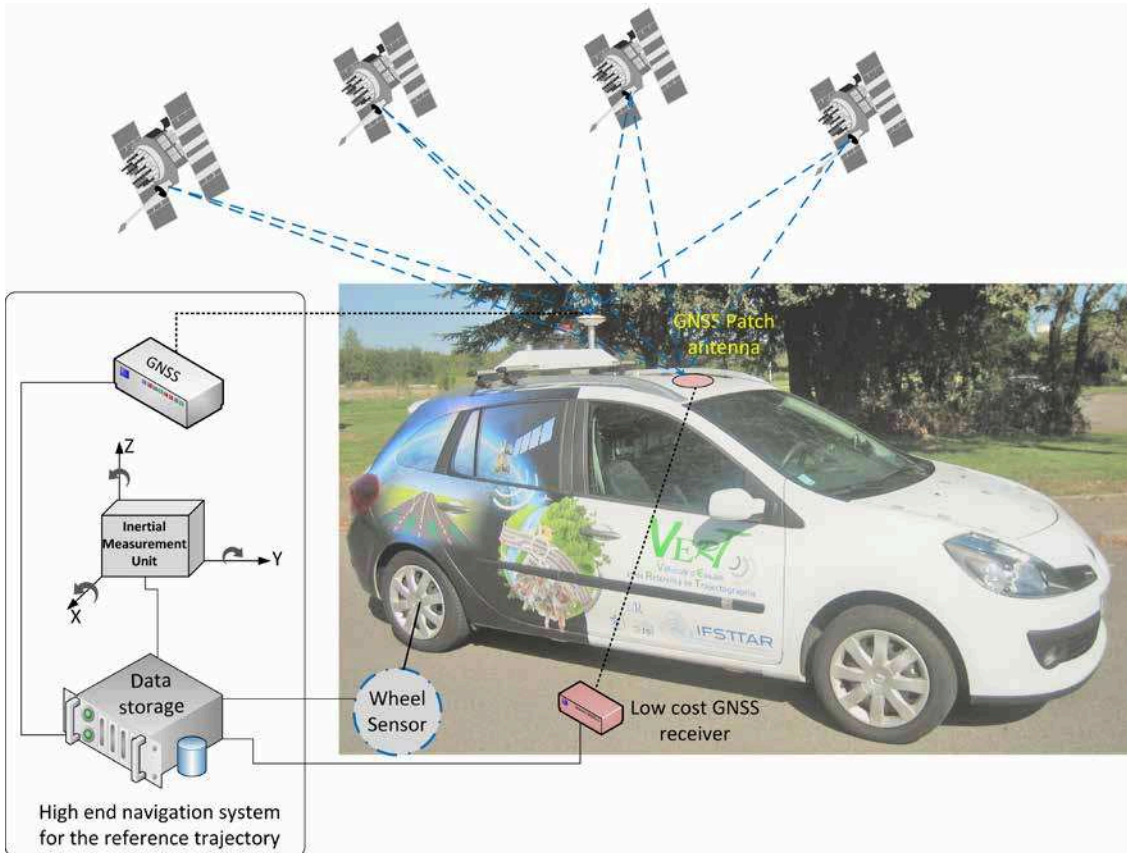 GNSS Patch
antenna
GNSS
Z
Inertial
Measurement
Unit
Y
X
Data
storage
Wheel
Sensor
VERT
IFSTTAR
Low cost GNSS
receiver
High end navigation system
for the reference trajectory